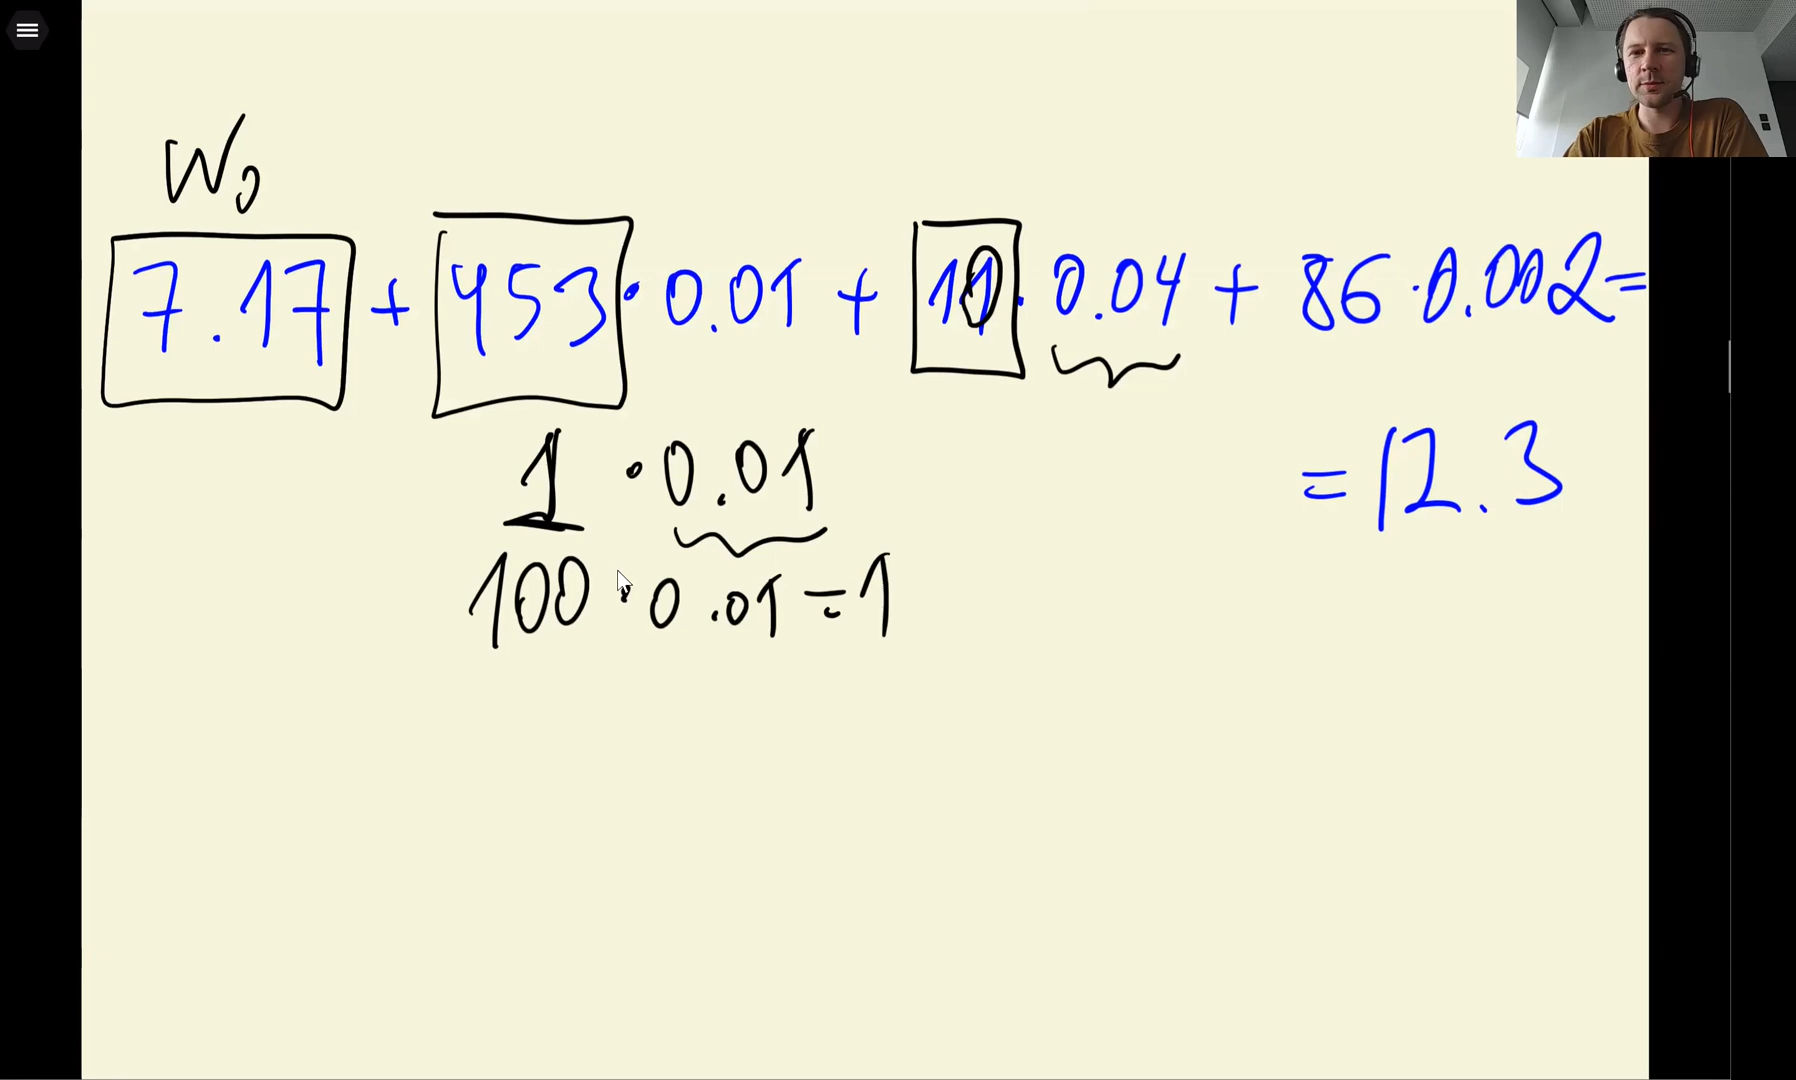 W0
7.17 + 453 · 0.01 + 11 · 0.04 + 86 · 0.002 =
1 · 0.01
= 12.3
100 · 0.01 = 1